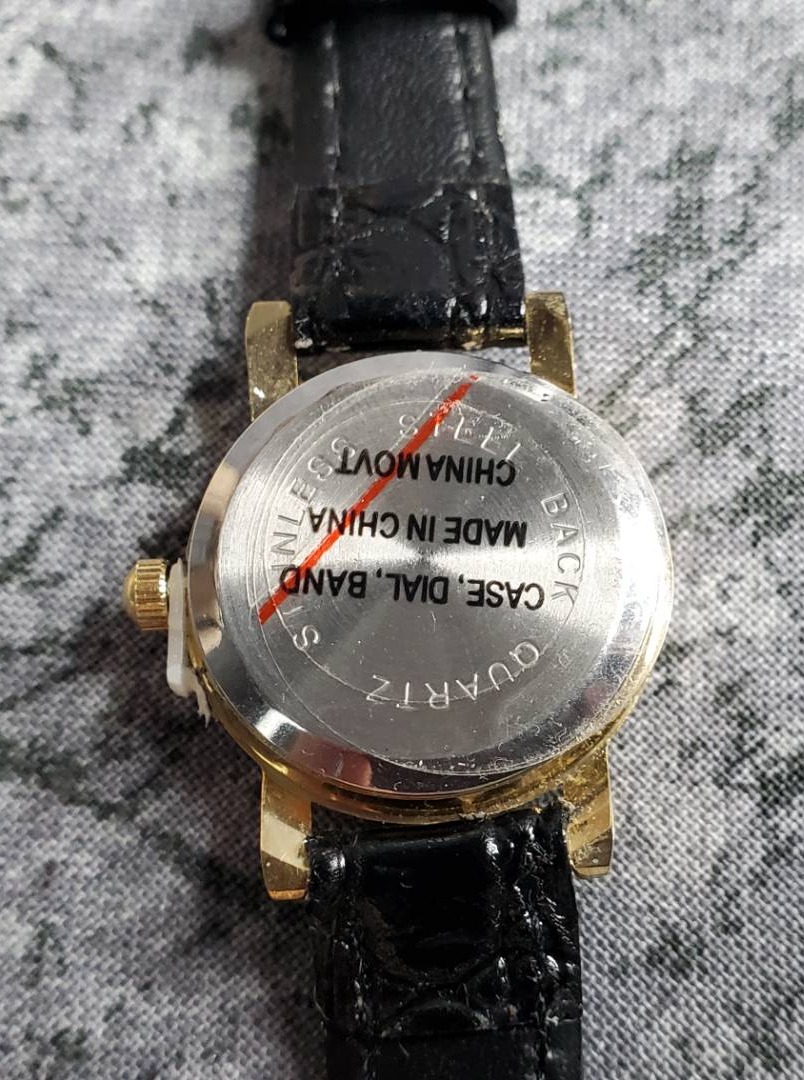 CASE, DIAL, BAND
MADE IN CHINA
CHINA MOVT
STAINLESS STEEL BACK
QUARTZ